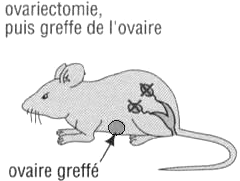 ovariectomie,
puis greffe de l'ovaire
ovaire greffé